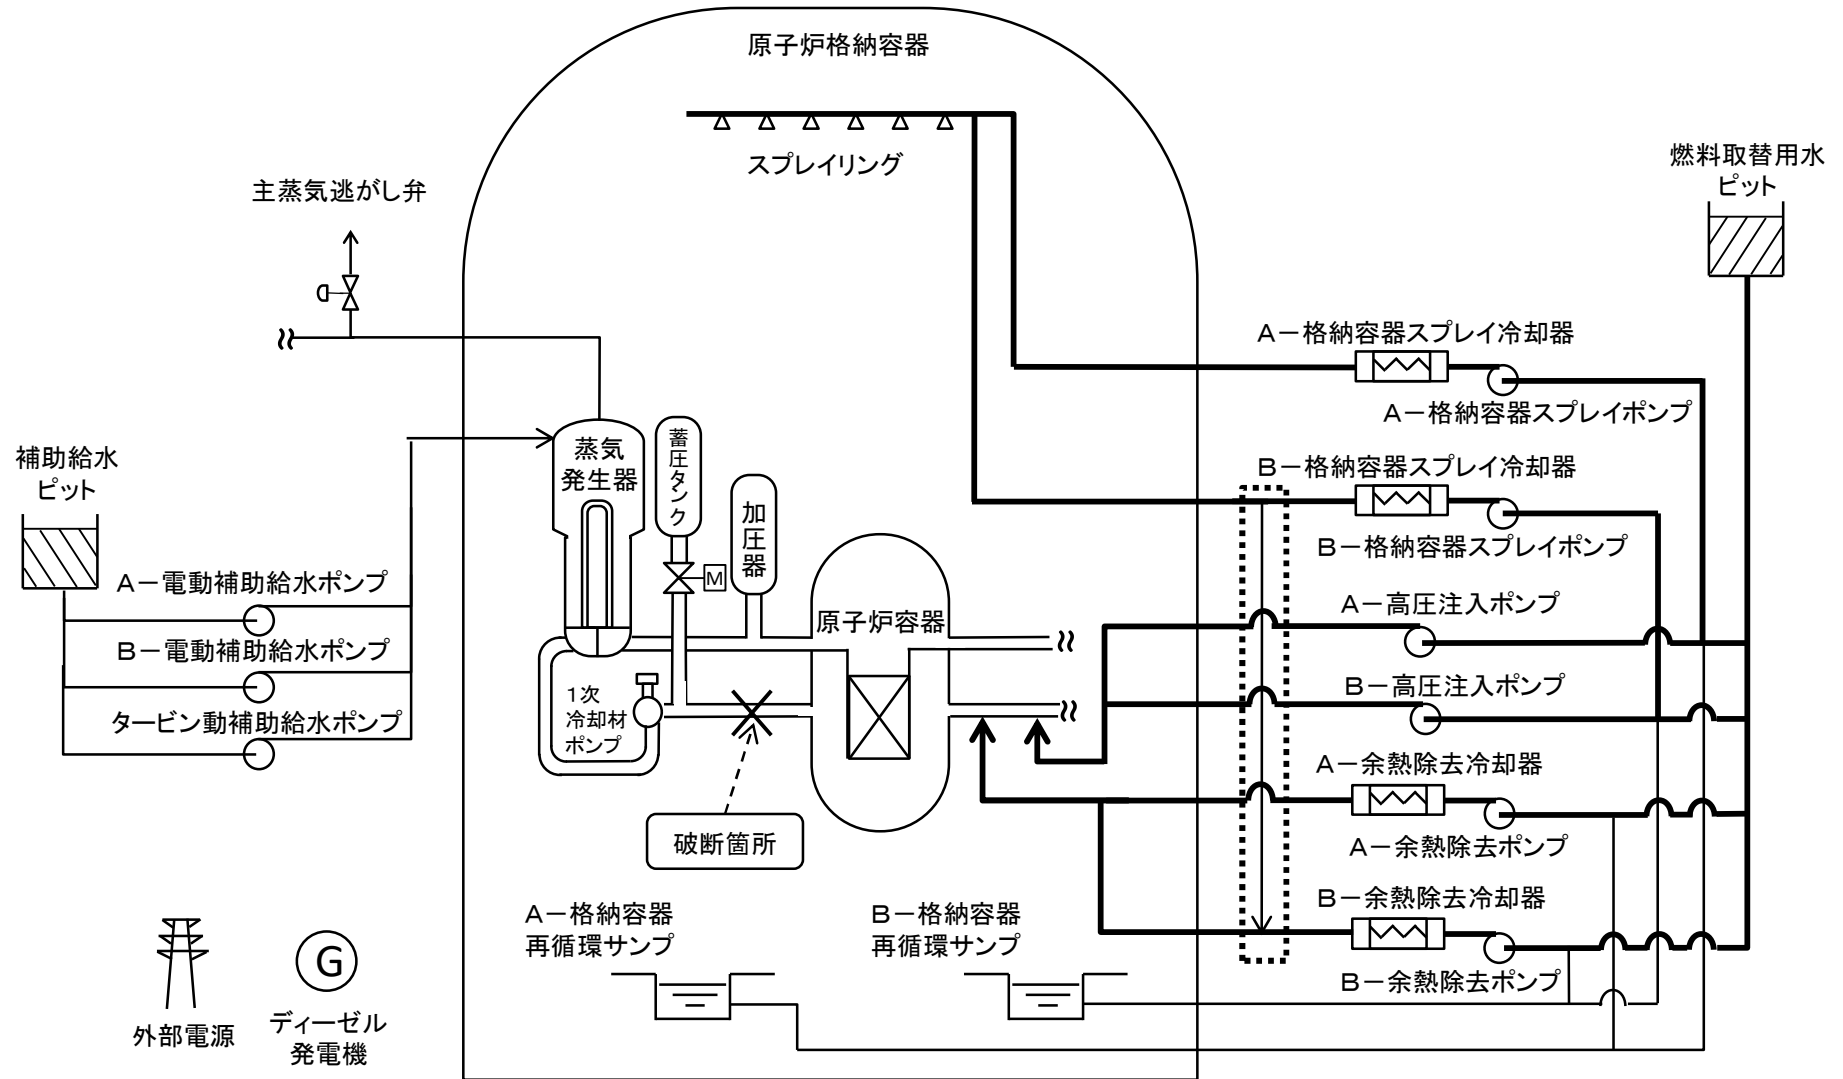 原子炉格納容器
スプレイリング
主蒸気逃がし弁
燃料取替用水
ピット
A－格納容器スプレイ冷却器
A－格納容器スプレイポンプ
B－格納容器スプレイ冷却器
B－格納容器スプレイポンプ
補助給水
ピット
蒸気
発生器
蓄圧タンク
加圧器
M
A－電動補助給水ポンプ
B－電動補助給水ポンプ
タービン動補助給水ポンプ
原子炉容器
1次
冷却材
ポンプ
A－高圧注入ポンプ
B－高圧注入ポンプ
A－余熱除去冷却器
A－余熱除去ポンプ
破断箇所
B－余熱除去冷却器
B－余熱除去ポンプ
A－格納容器
再循環サンプ
B－格納容器
再循環サンプ
G
外部電源
ディーゼル
発電機